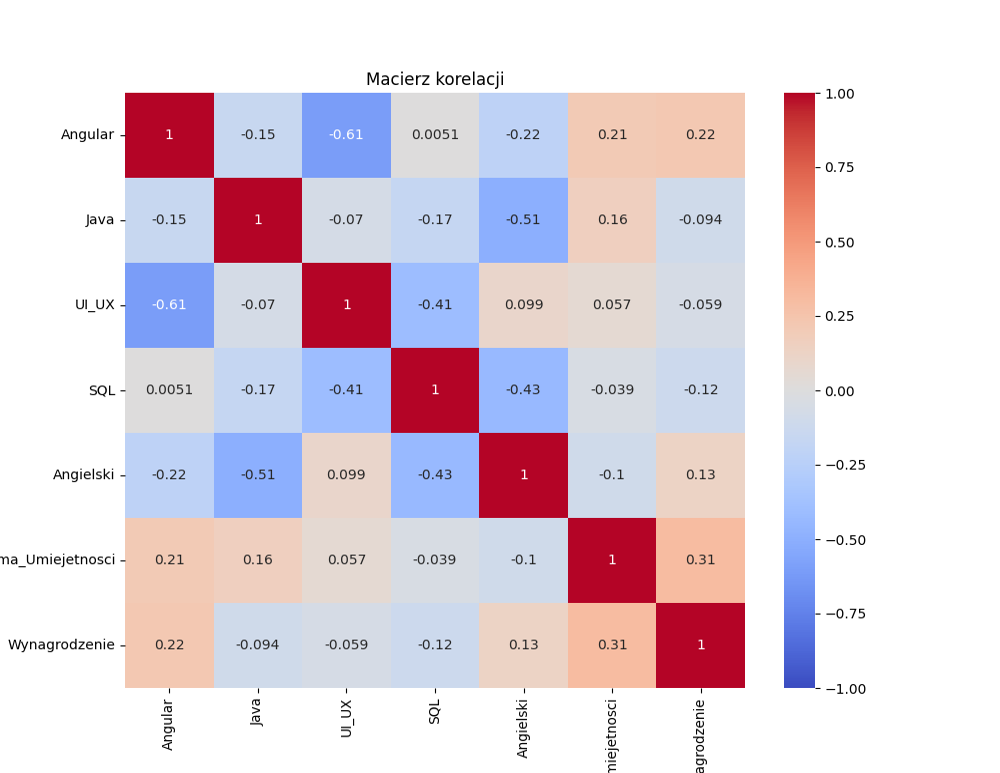 Macierz korelacji
Angular 1 -0.15 -0.61 0.0051 -0.22 0.21 0.22
Java -0.15 1 -0.07 -0.17 -0.51 0.16 -0.094
UI_UX -0.61 -0.07 1 -0.41 0.099 0.057 -0.059
SQL 0.0051 -0.17 -0.41 1 -0.43 -0.039 -0.12
Angielski -0.22 -0.51 0.099 -0.43 1 -0.1 0.13
ma_Umiejetnosci 0.21 0.16 0.057 -0.039 -0.1 1 0.31
Wynagrodzenie 0.22 -0.094 -0.059 -0.12 0.13 0.31 1
Angular
Java
UI_UX
SQL
Angielski
miejetnosci
agrodzenie
1.00
0.75
0.50
0.25
0.00
−0.25
−0.50
−0.75
−1.00